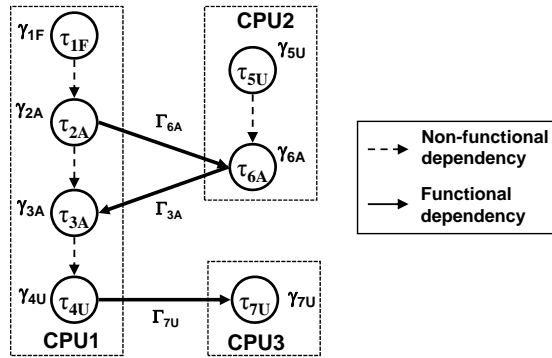 γ1F
τ1F
CPU2
γ5U
τ5U
γ2A
τ2A
Γ6A
γ6A
τ6A
Non-functional
dependency
γ3A
τ3A
Γ3A
Functional
dependency
γ4U
τ4U
Γ7U
τ7U
γ7U
CPU1
CPU3